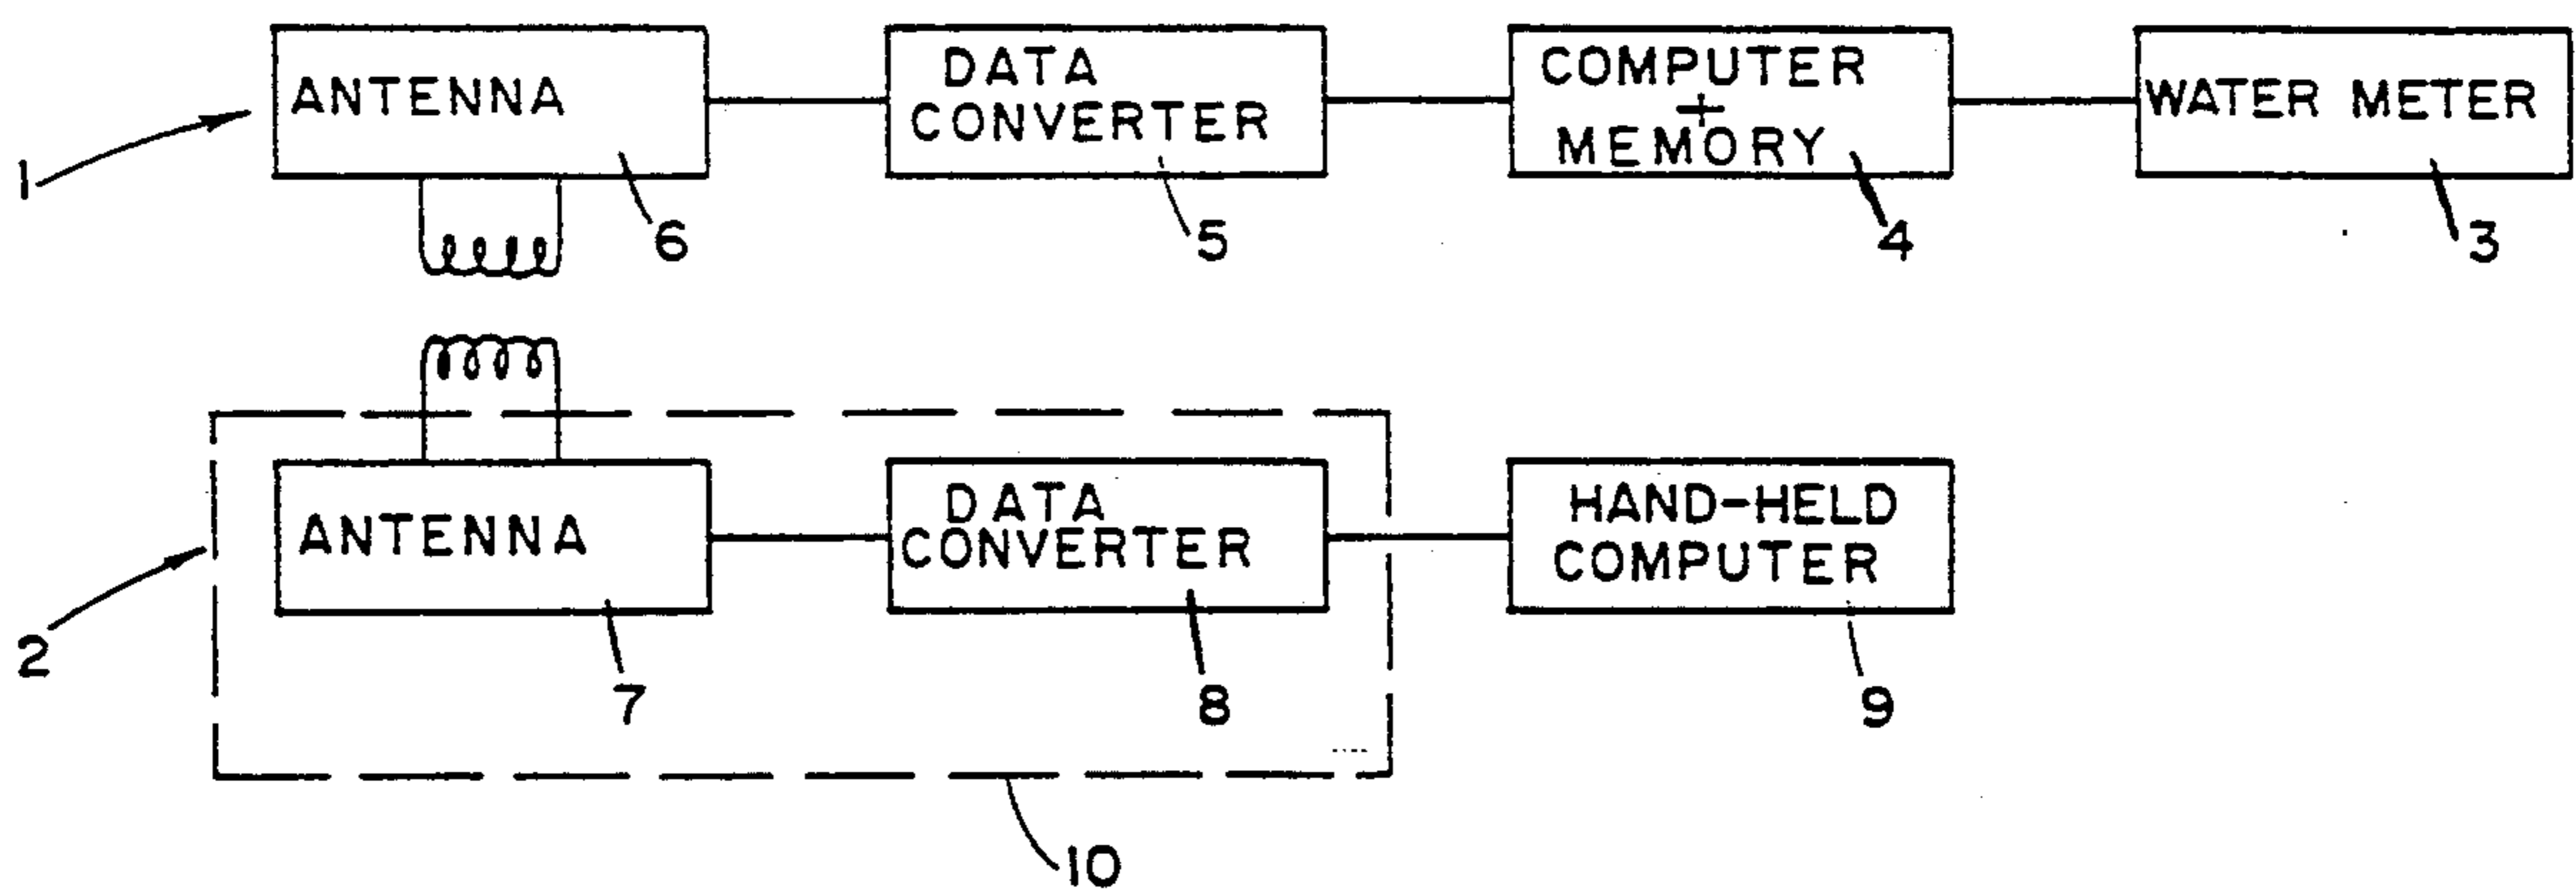 ANTENNA
DATA
CONVERTER
COMPUTER
+
MEMORY
WATER METER
1
6
5
4
3
ANTENNA
DATA
CONVERTER
HAND-HELD
COMPUTER
2
7
8
9
10